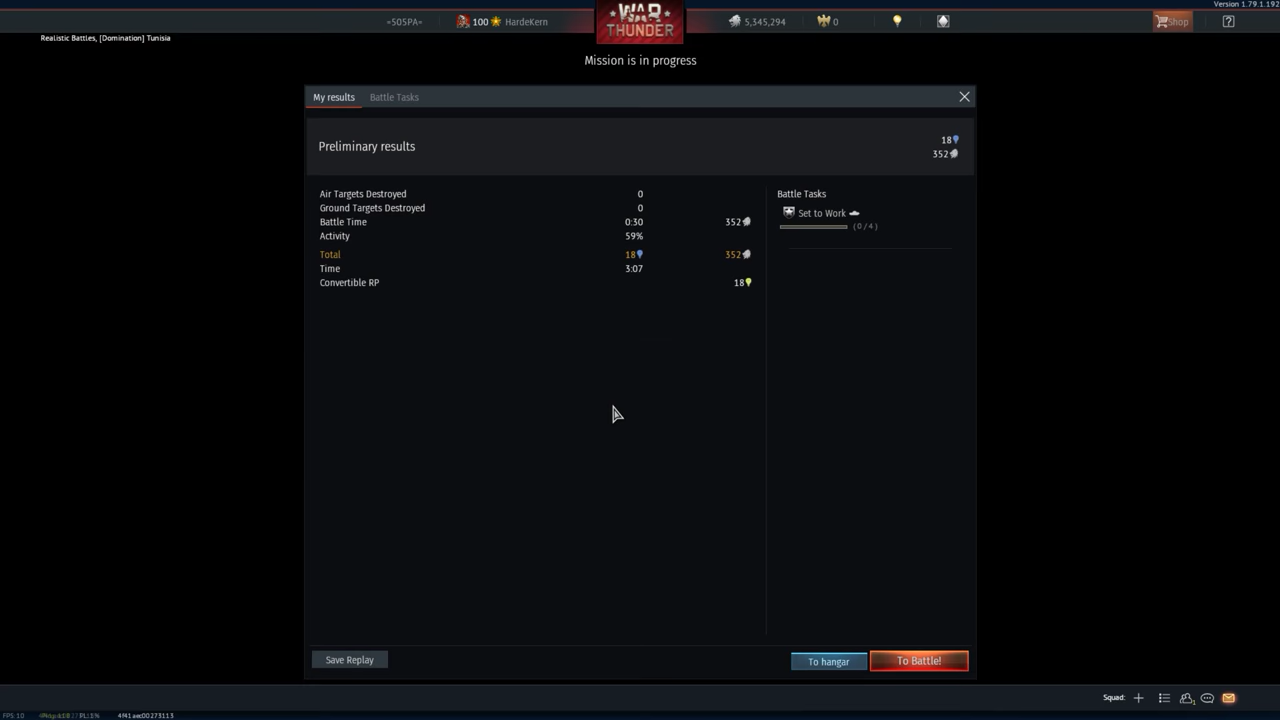 Version 1.79.1.192
=505PA=
100 HardeKern
WAR THUNDER
5,345,294
0
Shop
Realistic Battles, [Domination] Tunisia
Mission is in progress
My results
Battle Tasks
Preliminary results
18
352
Air Targets Destroyed 0
Ground Targets Destroyed 0
Battle Time 0:30 352
Activity 59%
Total 18 352
Time 3:07
Convertible RP 18
Battle Tasks
Set to Work
(0/4)
Save Replay
To hangar
To Battle!
Squad:
1
FPS:10
4f41aec00273113